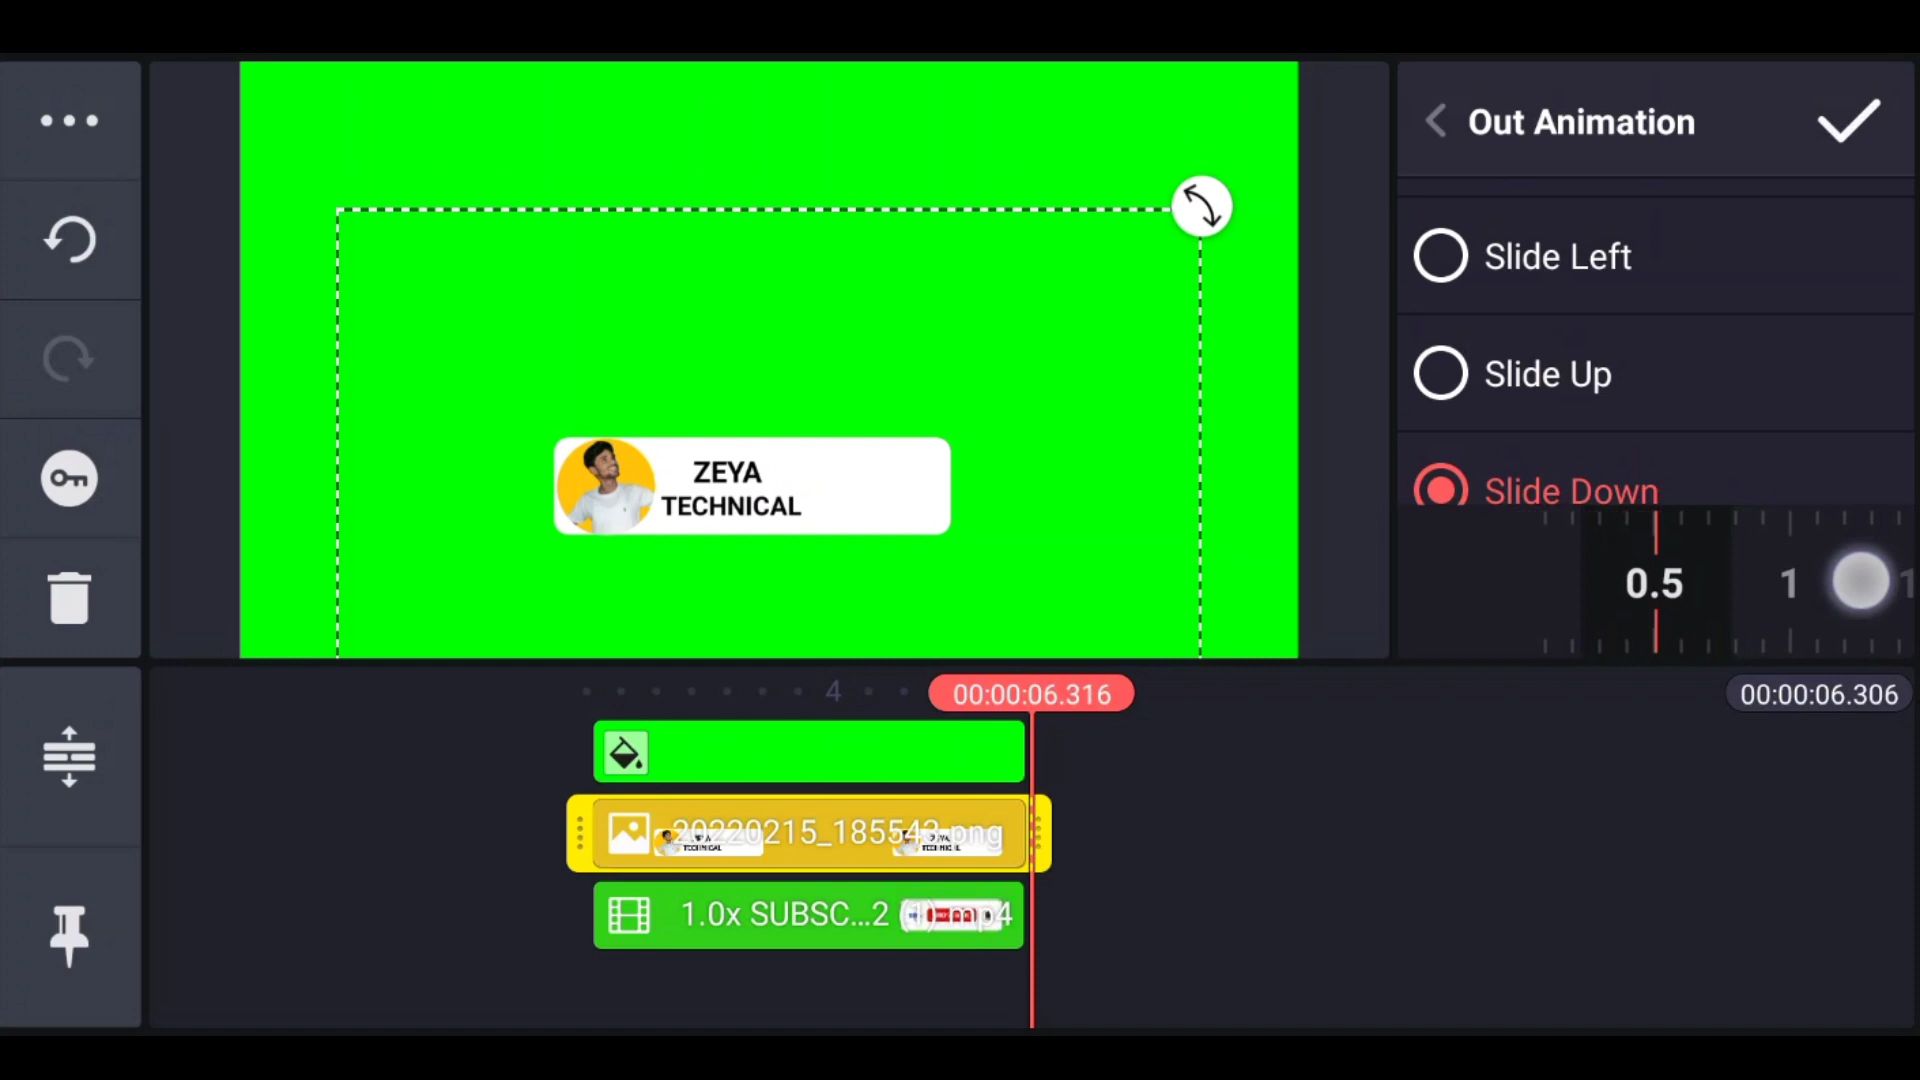 Out Animation
Slide Left
Slide Up
Slide Down
0.5
1
ZEYA
TECHNICAL
4
00:00:06.316
00:00:06.306
20220215_185543.png
1.0x SUBSC...2 (1).mp4